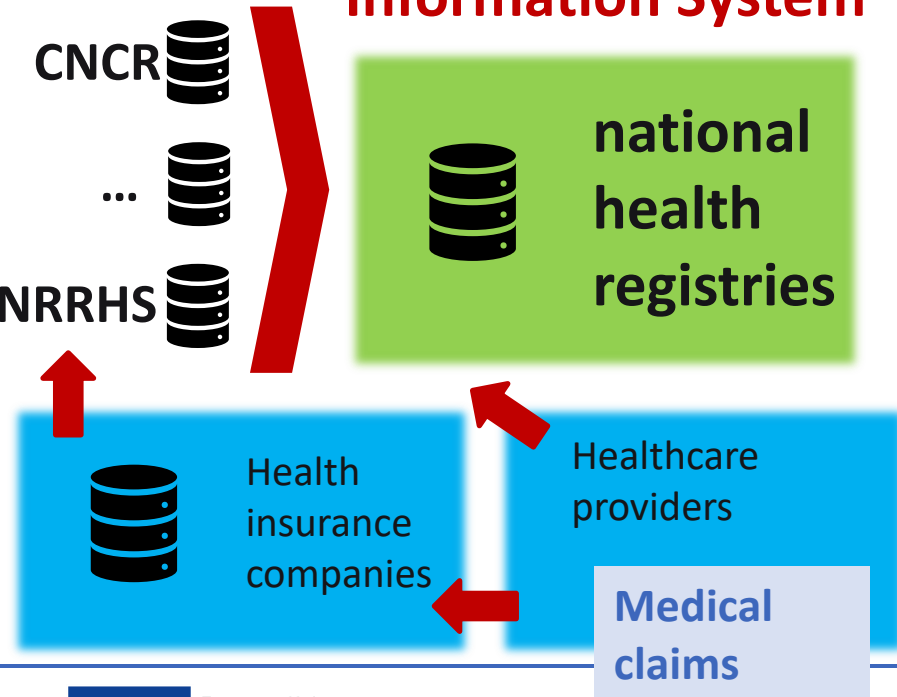 Information System
CNCR
...
NRRHS
national
health
registries
Health
insurance
companies
Healthcare
providers
Medical
claims